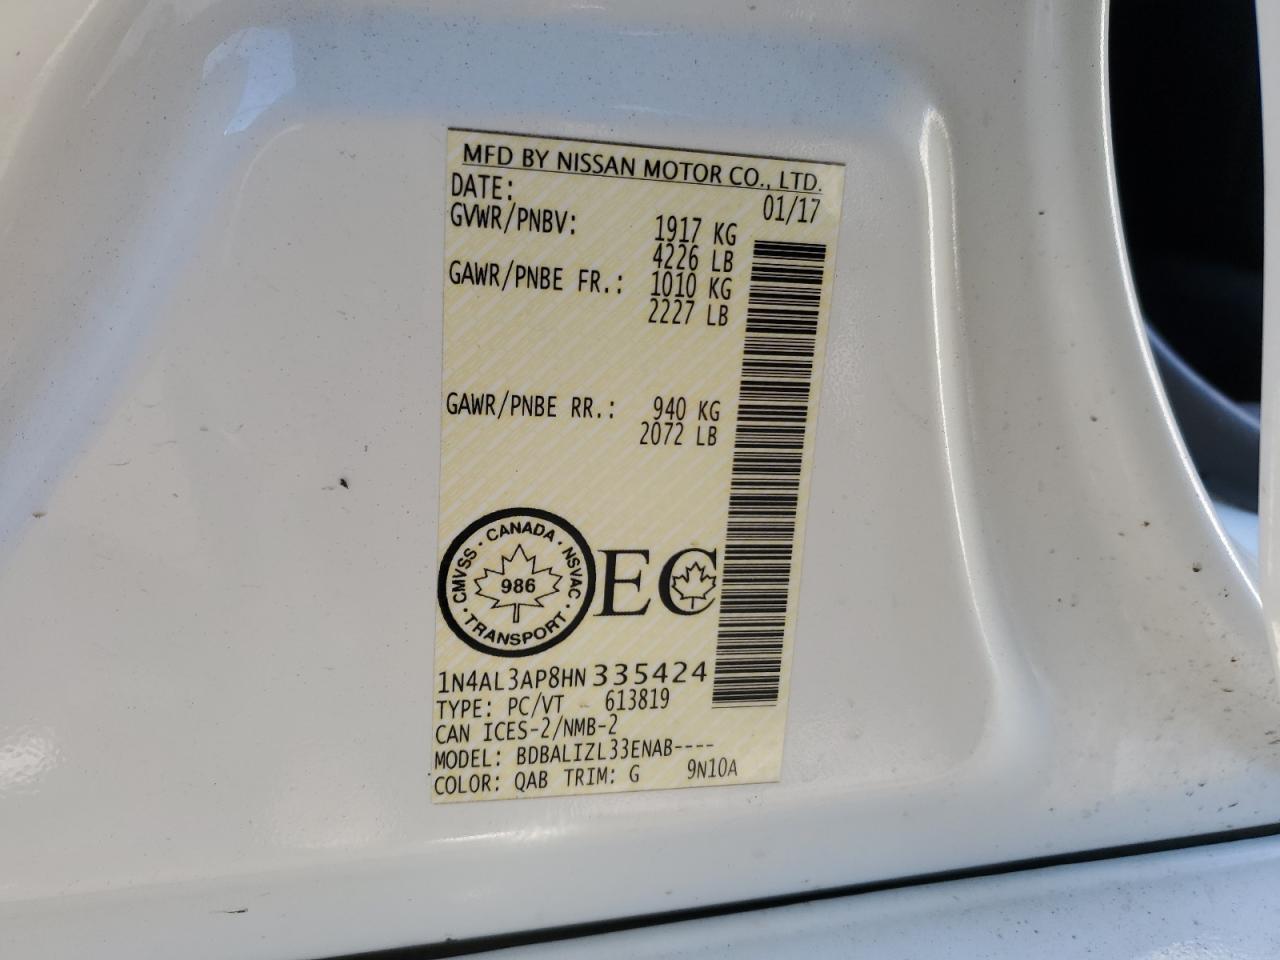 MFD BY NISSAN MOTOR CO., LTD.
DATE: 01/17
GVWR/PNBV: 1917 KG
4226 LB
GAWR/PNBE FR.: 1010 KG
2227 LB
GAWR/PNBE RR.: 940 KG
2072 LB
CMVSS · CANADA · NSVAC · TRANSPORT ·
986
EC
1N4AL3AP8HN335424
TYPE: PC/VT 613819
CAN ICES-2/NMB-2
MODEL: BDBALIZL33ENAB----
COLOR: QAB TRIM: G 9N10A